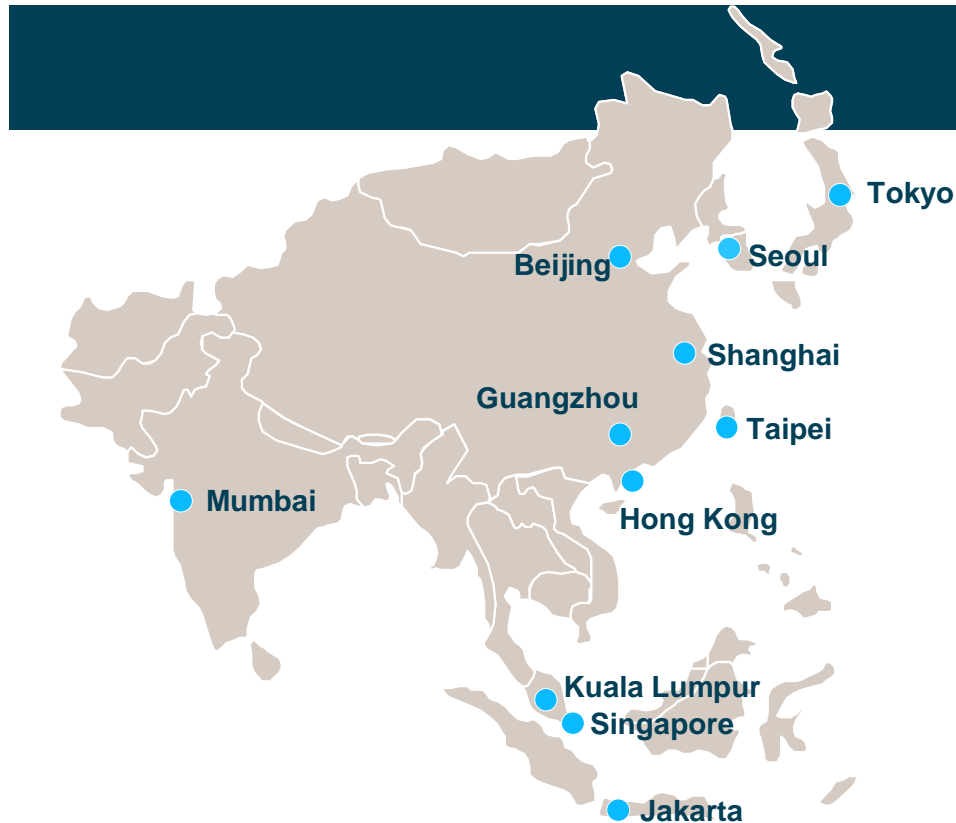 Tokyo
Seoul
Beijing
Shanghai
Guangzhou
Taipei
Mumbai
Hong Kong
Kuala Lumpur
Singapore
Jakarta